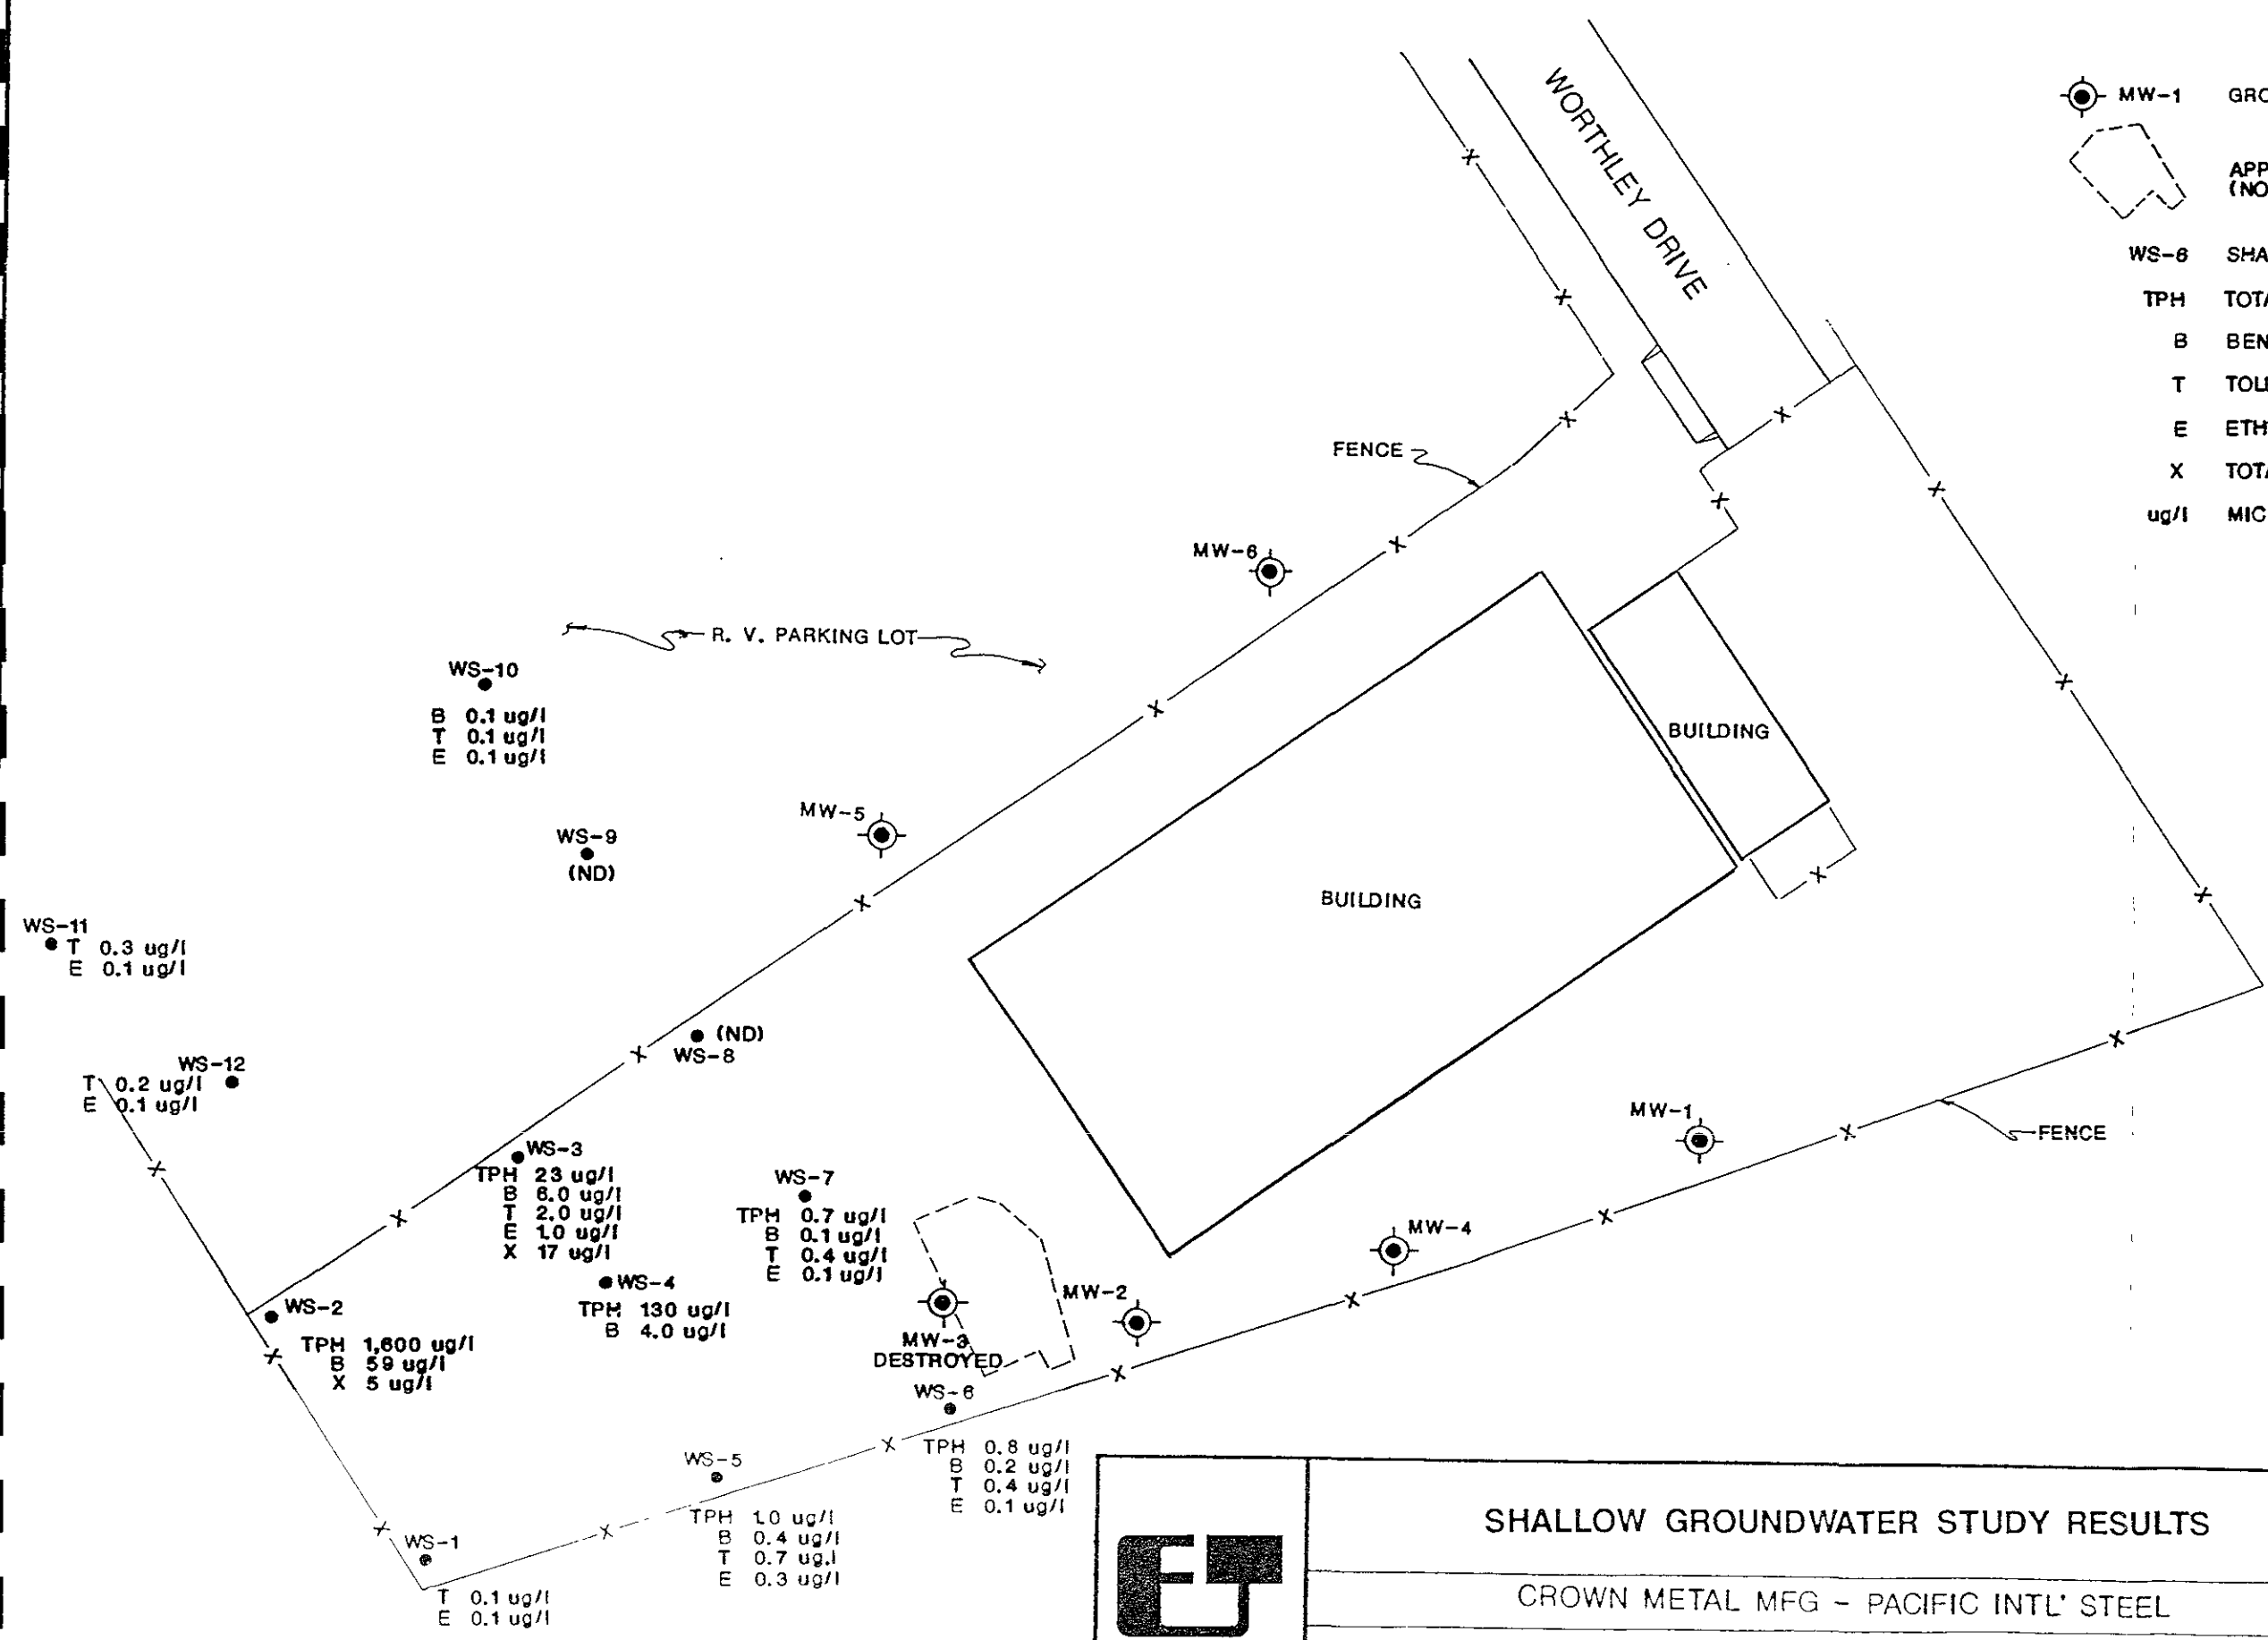 WORTHLEY DRIVE
MW-1
WS-6
TPH
B
T
E
X
ug/l
FENCE
MW-6
R. V. PARKING LOT
WS-10
B 0.1 ug/l
T 0.1 ug/l
E 0.1 ug/l
BUILDING
MW-5
WS-9
(ND)
BUILDING
WS-11
T 0.3 ug/l
E 0.1 ug/l
(ND)
WS-8
WS-12
T 0.2 ug/l
E 0.1 ug/l
MW-1
FENCE
WS-3
TPH 23 ug/l
B 6.0 ug/l
T 2.0 ug/l
E 1.0 ug/l
X 17 ug/l
WS-7
TPH 0.7 ug/l
B 0.1 ug/l
T 0.4 ug/l
E 0.1 ug/l
MW-4
WS-4
TPH 130 ug/l
B 4.0 ug/l
MW-2
WS-2
TPH 1,600 ug/l
B 59 ug/l
X 5 ug/l
MW-3
DESTROYED
WS-6
TPH 0.8 ug/l
B 0.2 ug/l
T 0.4 ug/l
E 0.1 ug/l
WS-5
TPH 1.0 ug/l
B 0.4 ug/l
T 0.7 ug.l
E 0.3 ug/l
WS-1
T 0.1 ug/l
E 0.1 ug/l
SHALLOW GROUNDWATER STUDY RESULTS
CROWN METAL MFG - PACIFIC INTL' STEEL